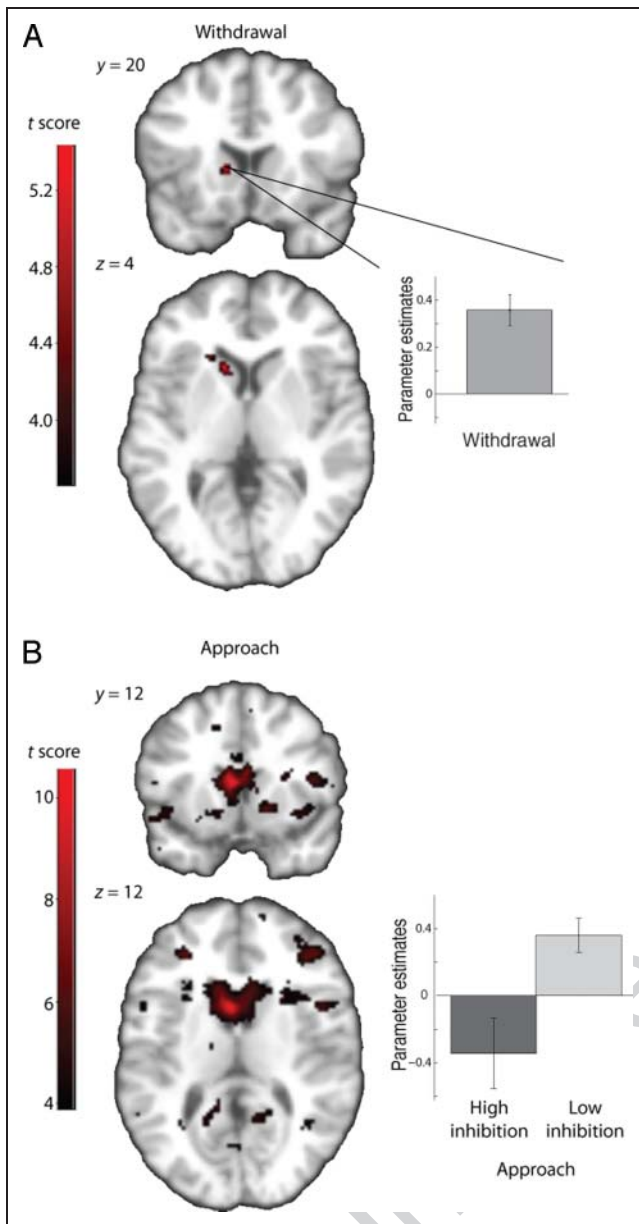 A
Withdrawal
y = 20
t score
5.2
4.8
4.4
4.0
z = 4
Parameter estimates
0.4
0.2
0
Withdrawal
B
Approach
y = 12
t score
10
8
6
4
z = 12
Parameter estimates
0.4
0
−0.4
High inhibition
Low inhibition
Approach